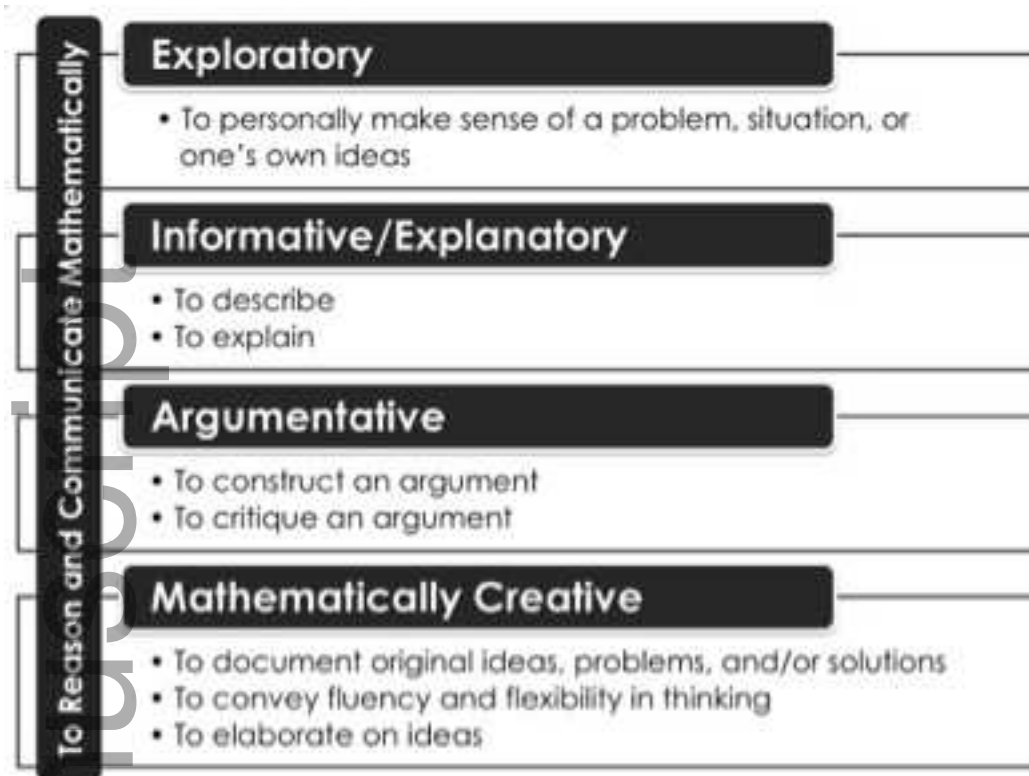 To Reason and Communicate Mathematically
Exploratory
• To personally make sense of a problem, situation, or
one's own ideas
Informative/Explanatory
• To describe
• To explain
Argumentative
• To construct an argument
• To critique an argument
Mathematically Creative
• To document original ideas, problems, and/or solutions
• To convey fluency and flexibility in thinking
• To elaborate on ideas